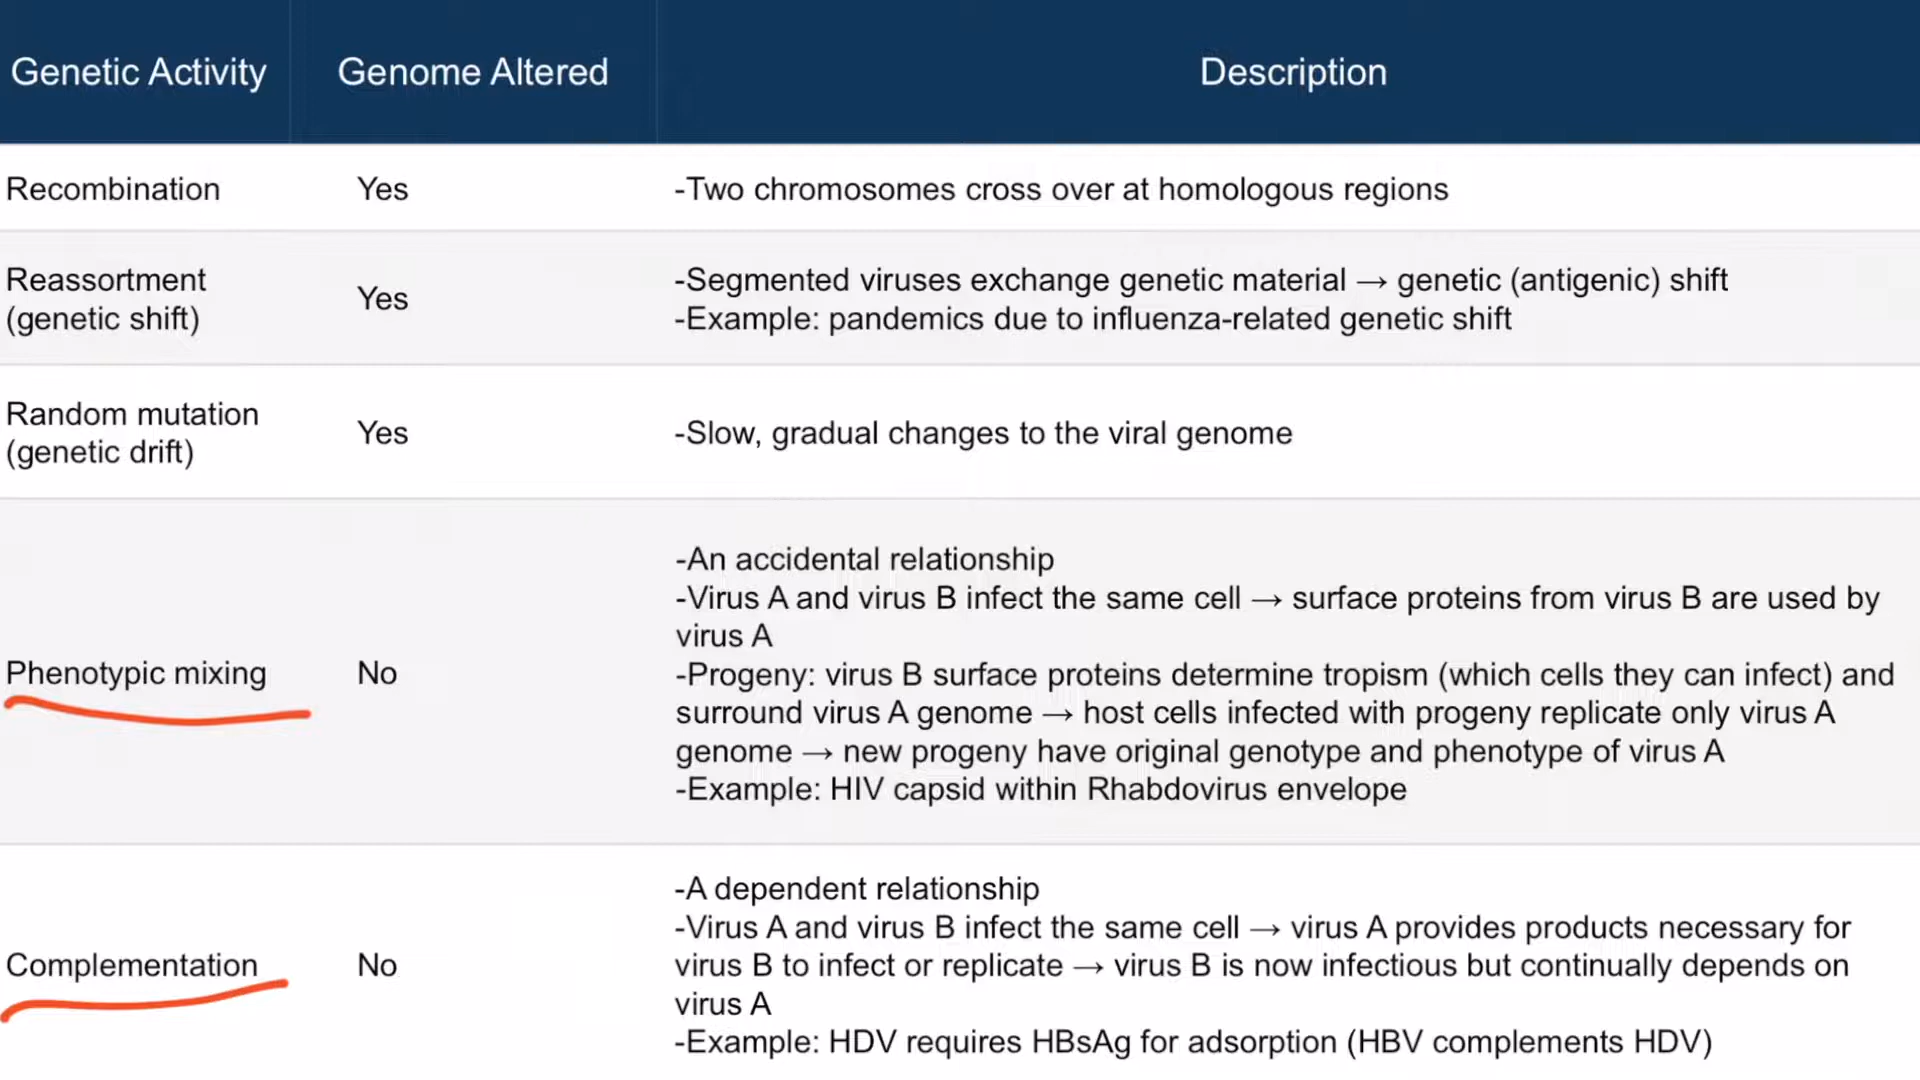 Genetic Activity Genome Altered Description
Recombination Yes -Two chromosomes cross over at homologous regions
Reassortment
(genetic shift)
Yes
-Segmented viruses exchange genetic material → genetic (antigenic) shift
-Example: pandemics due to influenza-related genetic shift
Random mutation
(genetic drift)
Yes
-Slow, gradual changes to the viral genome
Phenotypic mixing
No
-An accidental relationship
-Virus A and virus B infect the same cell → surface proteins from virus B are used by
virus A
-Progeny: virus B surface proteins determine tropism (which cells they can infect) and
surround virus A genome → host cells infected with progeny replicate only virus A
genome → new progeny have original genotype and phenotype of virus A
-Example: HIV capsid within Rhabdovirus envelope
Complementation
No
-A dependent relationship
-Virus A and virus B infect the same cell → virus A provides products necessary for
virus B to infect or replicate → virus B is now infectious but continually depends on
virus A
-Example: HDV requires HBsAg for adsorption (HBV complements HDV)